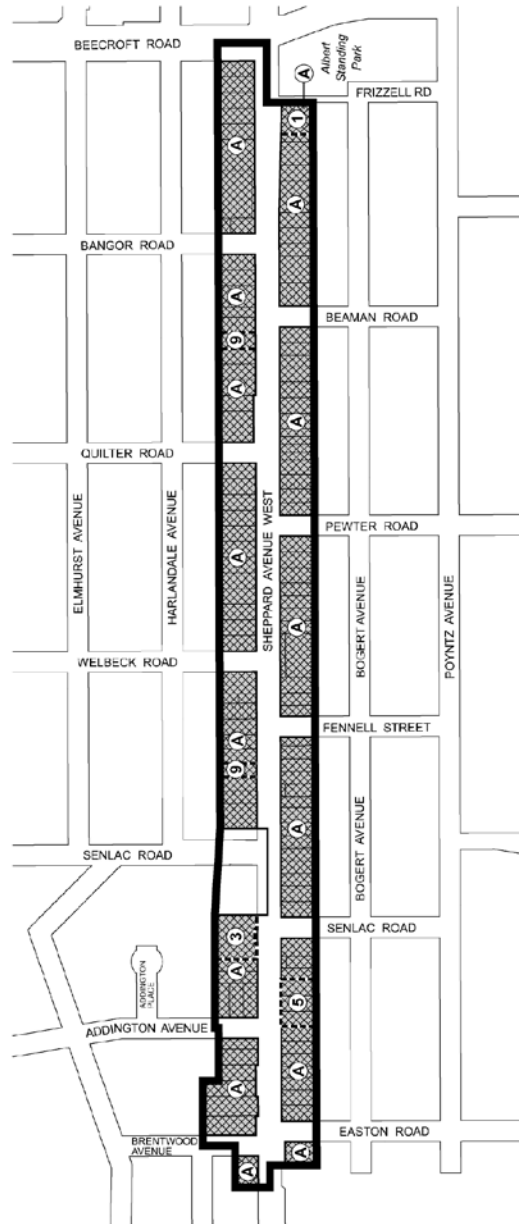 BEECROFT ROAD
Albert
Standing
Park
A
FRIZZELL RD
A
1
A
BANGOR ROAD
A
BEAMAN ROAD
9
A
A
QUILTER ROAD
ELMHURST AVENUE
HARLANDALE AVENUE
SHEPPARD AVENUE WEST
PEWTER ROAD
A
A
BOGERT AVENUE
POYNTZ AVENUE
WELBECK ROAD
A
FENNELL STREET
9
A
SENLAC ROAD
BOGERT AVENUE
3
SENLAC ROAD
A
ADDINGTON
PLACE
5
ADDINGTON AVENUE
A
A
BRENTWOOD
AVENUE
EASTON ROAD
A
A